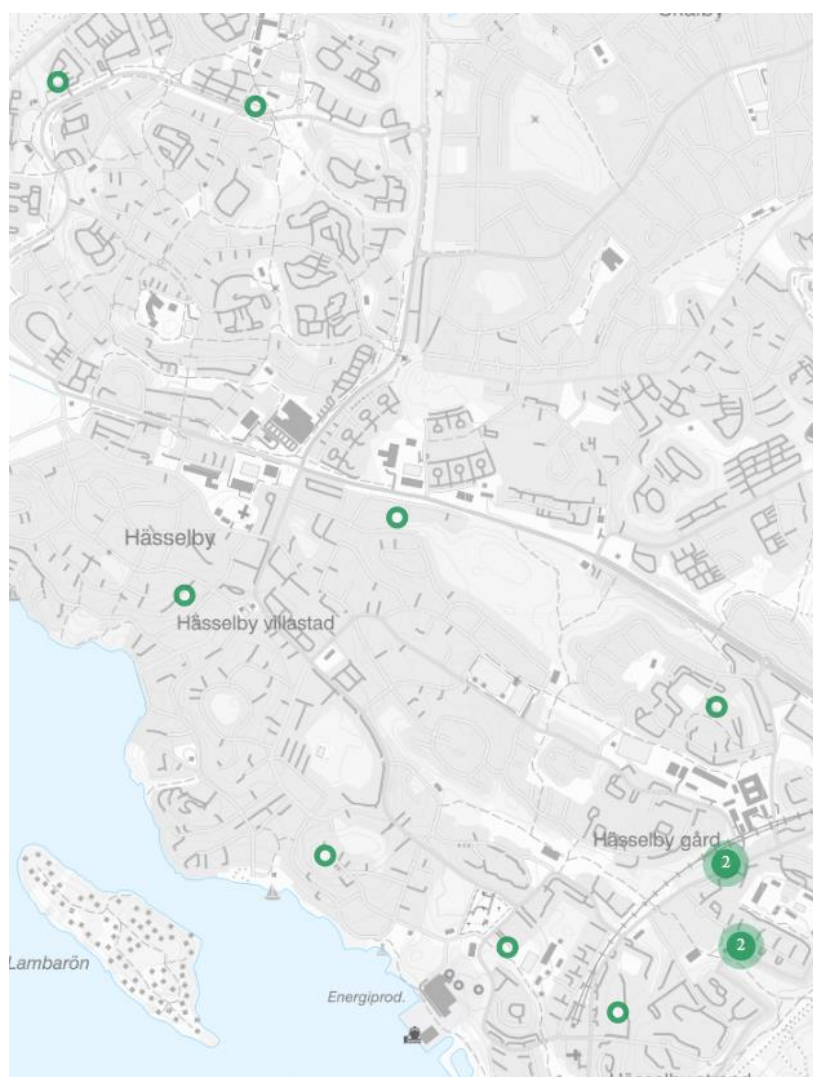 Hässelby
Hässelby villastad
Hässelby gård
2
2
Lambarön
Energiprod.